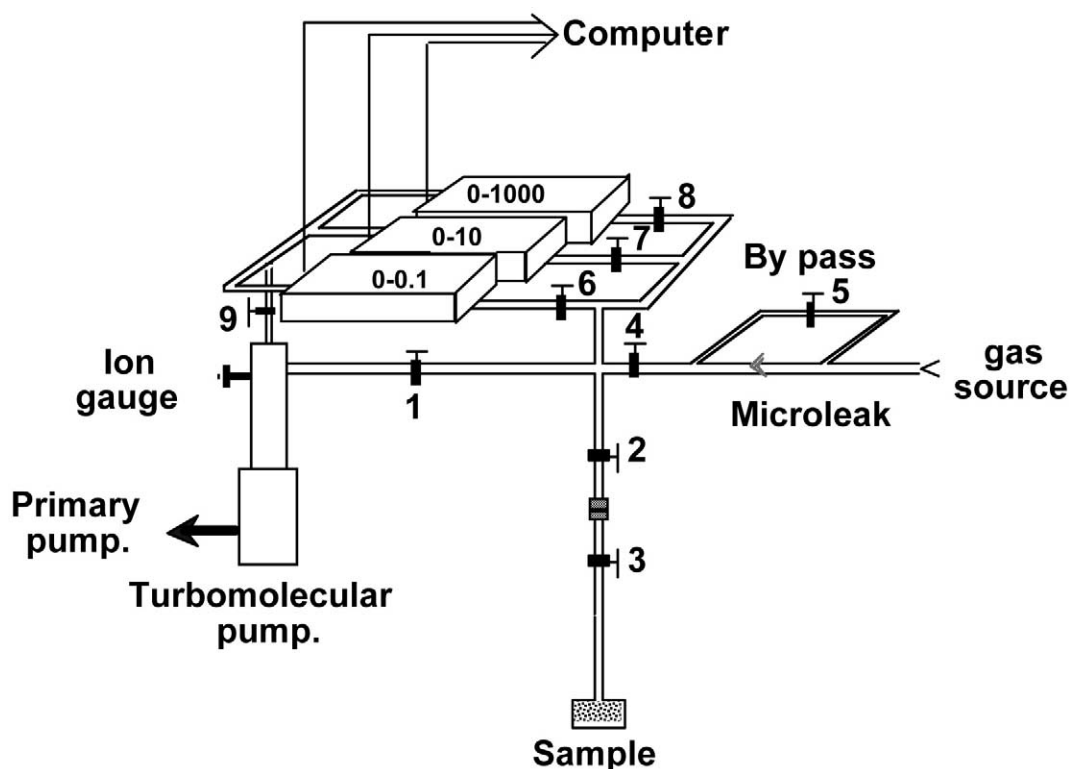 Computer
0-1000
8
0-10
7
By pass
0-0.1
6
5
9
4
Ion
gauge
gas
source
1
Microleak
2
Primary
pump.
3
Turbomolecular
pump.
Sample